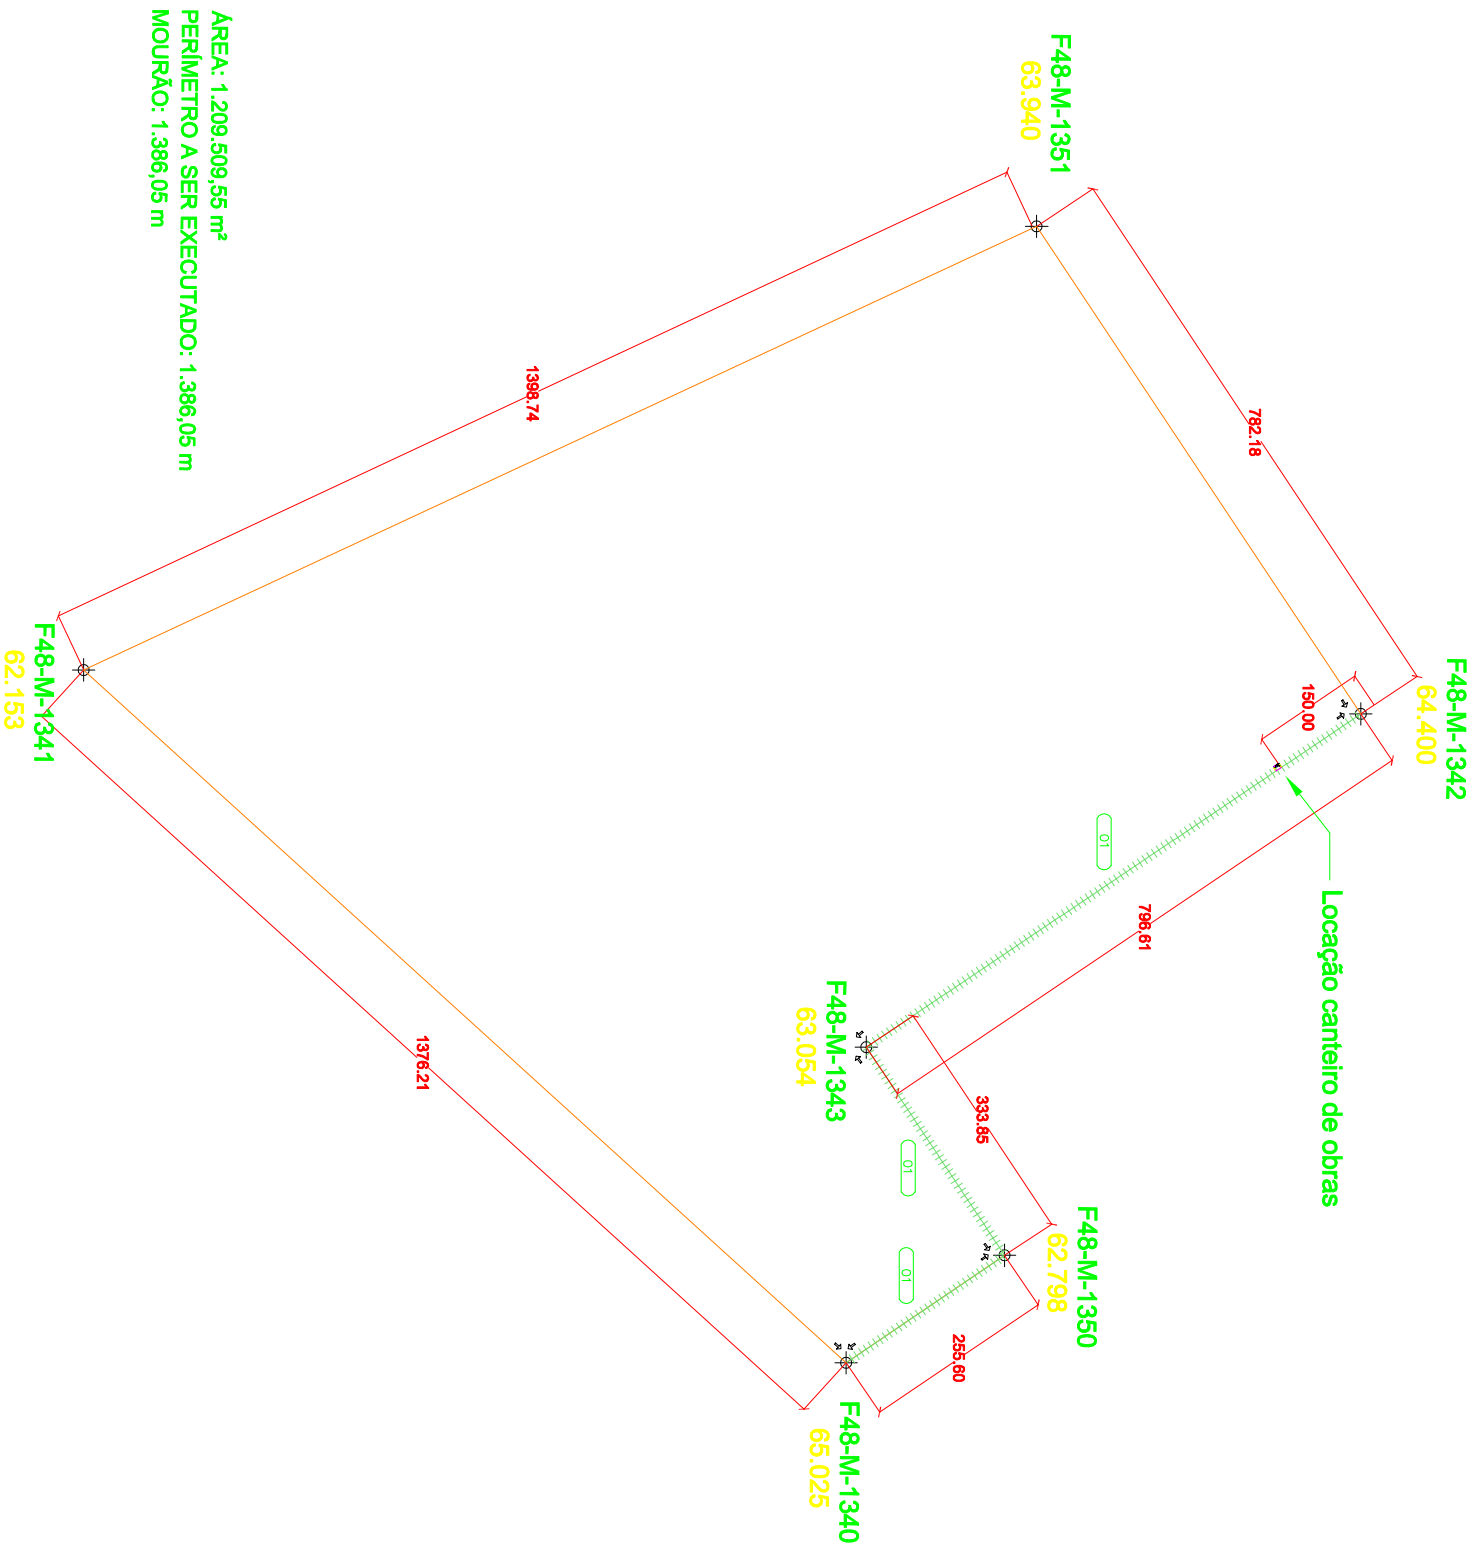 F48-M-1342
64.400
F48-M-1350
62.798
F48-M-1351
63.940
782.18
150.00
Locação canteiro de obras
01
796.61
333.85
255.60
01
01
F48-M-1343
63.054
F48-M-1340
65.025
1398.74
1376.21
ÁREA: 1.209.509,55 m²
PERÍMETRO A SER EXECUTADO: 1.386,05 m
MOURÃO: 1.386,05 m
F48-M-1341
62.153